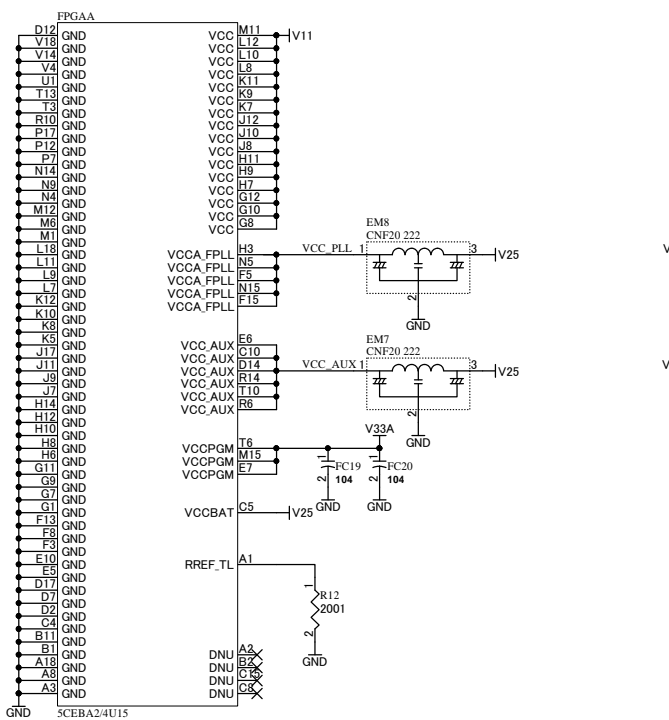 FPGAA
D12 GND VCC M11 V11
V18 GND VCC L12
V14 GND VCC L10
V4 GND VCC L8
U1 GND VCC K11
T13 GND VCC K9
T3 GND VCC K7
R10 GND VCC J12
P17 GND VCC J10
P12 GND VCC J8
P7 GND VCC H11
N14 GND VCC H9
N9 GND VCC H7
N4 GND VCC G12
M12 GND VCC G10
M6 GND VCC G8
M1 GND
L18 GND VCCA_FPLL H3 VCC_PLL 1
L11 GND VCCA_FPLL N5
L9 GND VCCA_FPLL F5
L7 GND VCCA_FPLL N15
K12 GND VCCA_FPLL F15
K10 GND
K8 GND
K5 GND VCC_AUX E6
J17 GND VCC_AUX C10
J11 GND VCC_AUX D14 VCC_AUX 1
J9 GND VCC_AUX R14
J7 GND VCC_AUX T10
H14 GND VCC_AUX R6
H12 GND
H10 GND
H8 GND VCCPGM T6
H6 GND VCCPGM M15
G11 GND VCCPGM E7
G9 GND
G7 GND
G1 GND VCCBAT C5 V25
F13 GND
F8 GND
F3 GND
E10 GND RREF_TL A1
E5 GND
D17 GND
D7 GND
D2 GND
C4 GND
B11 GND
B1 GND DNU A2
A18 GND DNU B2
A8 GND DNU C15
A3 GND DNU C8
GND
5CEBA2/4U15
EM8
CNF20 222
3 V25
2
GND
EM7
CNF20 222
3 V25
2
GND
V33A
1 FC19
2 104
GND
1 FC20
2 104
GND
1
R12
2001
2
GND
V
V